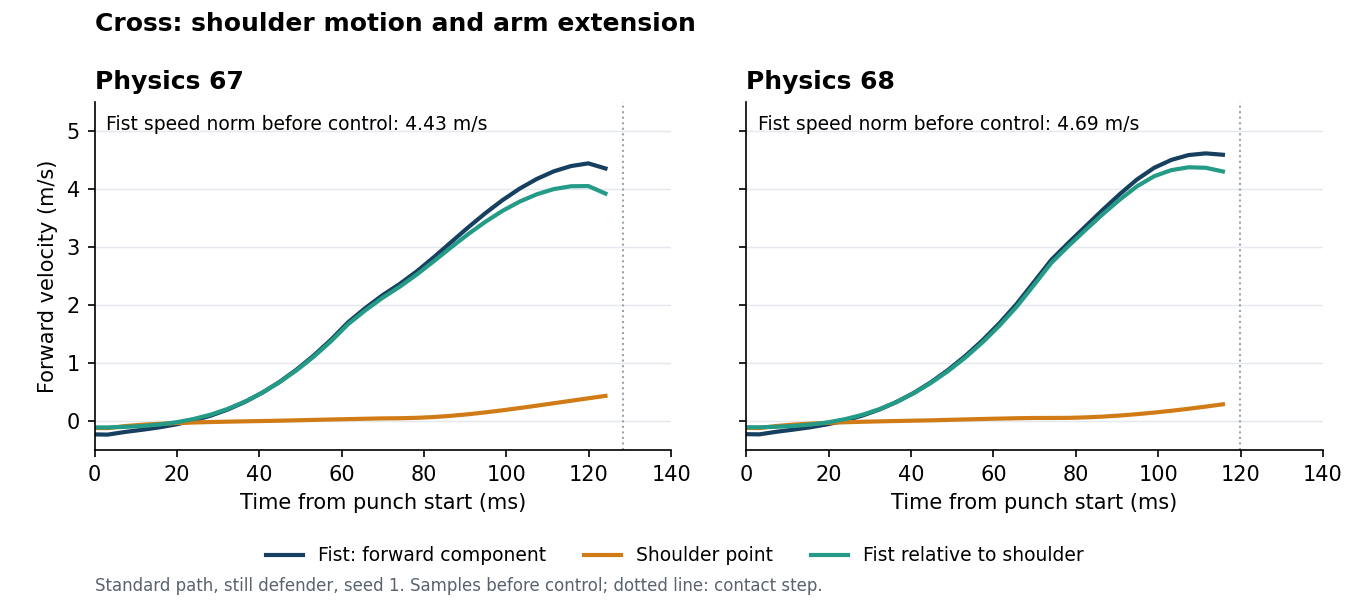 Cross: shoulder motion and arm extension
Physics 67
Physics 68
Fist speed norm before control: 4.43 m/s
Fist speed norm before control: 4.69 m/s
Forward velocity (m/s)
5
4
3
2
1
0
0 20 40 60 80 100 120 140
0 20 40 60 80 100 120 140
Time from punch start (ms)
Time from punch start (ms)
Fist: forward component
Shoulder point
Fist relative to shoulder
Standard path, still defender, seed 1. Samples before control; dotted line: contact step.